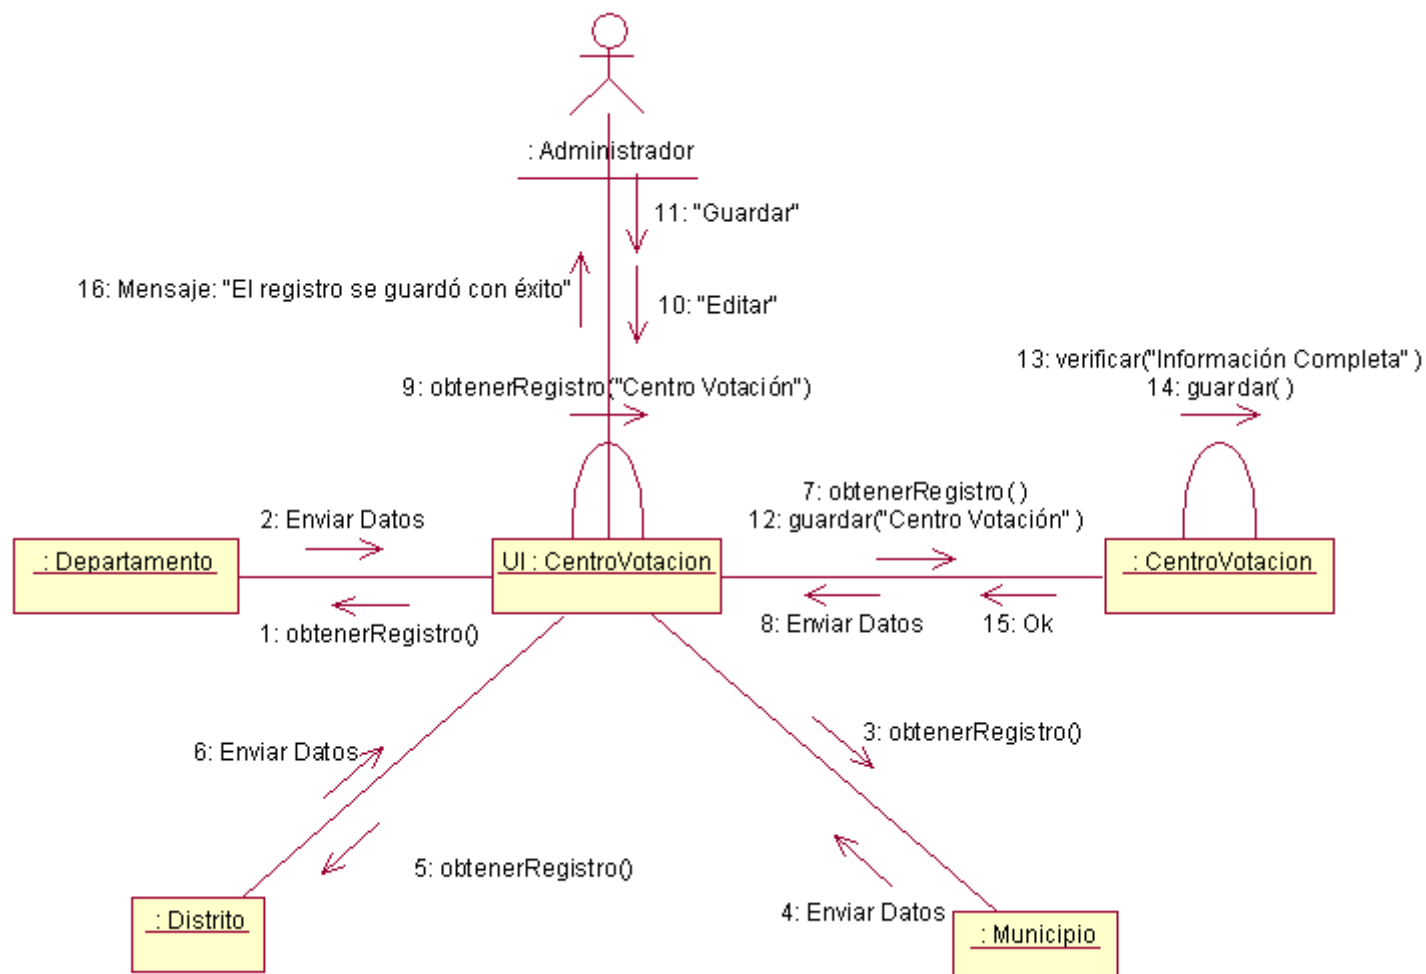 : Administrador
11: "Guardar"
16: Mensaje: "El registro se guardó con éxito"
10: "Editar"
9: obtenerRegistro("Centro Votación")
13: verificar("Información Completa" )
14: guardar( )
7: obtenerRegistro( )
12: guardar("Centro Votación" )
2: Enviar Datos
: Departamento
UI : CentroVotacion
: CentroVotacion
1: obtenerRegistro()
8: Enviar Datos
15: Ok
3: obtenerRegistro()
6: Enviar Datos
5: obtenerRegistro()
4: Enviar Datos
: Distrito
: Municipio